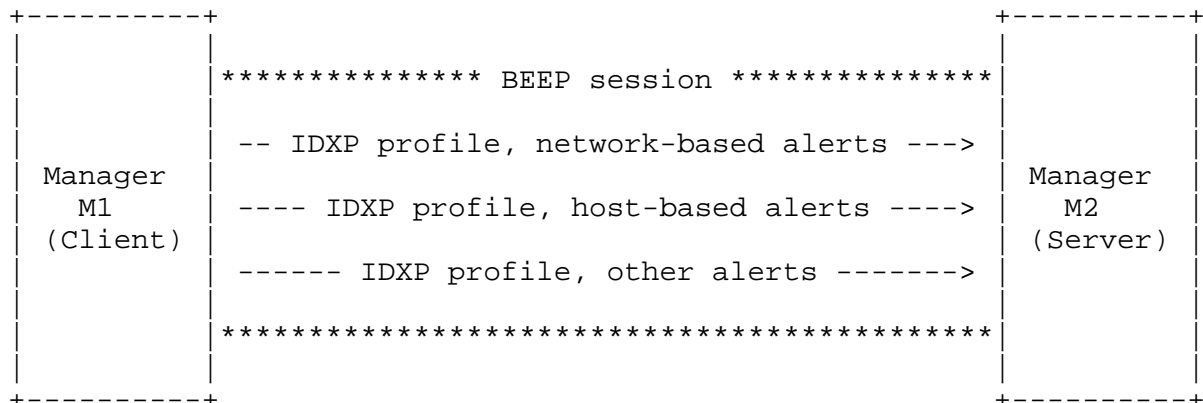 +----------+                                           +----------+
|          |                                           |          |
|          |*************** BEEP session ***************|          |
|          |                                           |          |
|          | -- IDXP profile, network-based alerts ---> |          |
| Manager  |                                           | Manager  |
|   M1     | ---- IDXP profile, host-based alerts ----> |   M2     |
| (Client) |                                           | (Server) |
|          | ------ IDXP profile, other alerts -------> |          |
|          |                                           |          |
|          |********************************************|          |
|          |                                           |          |
+----------+                                           +----------+